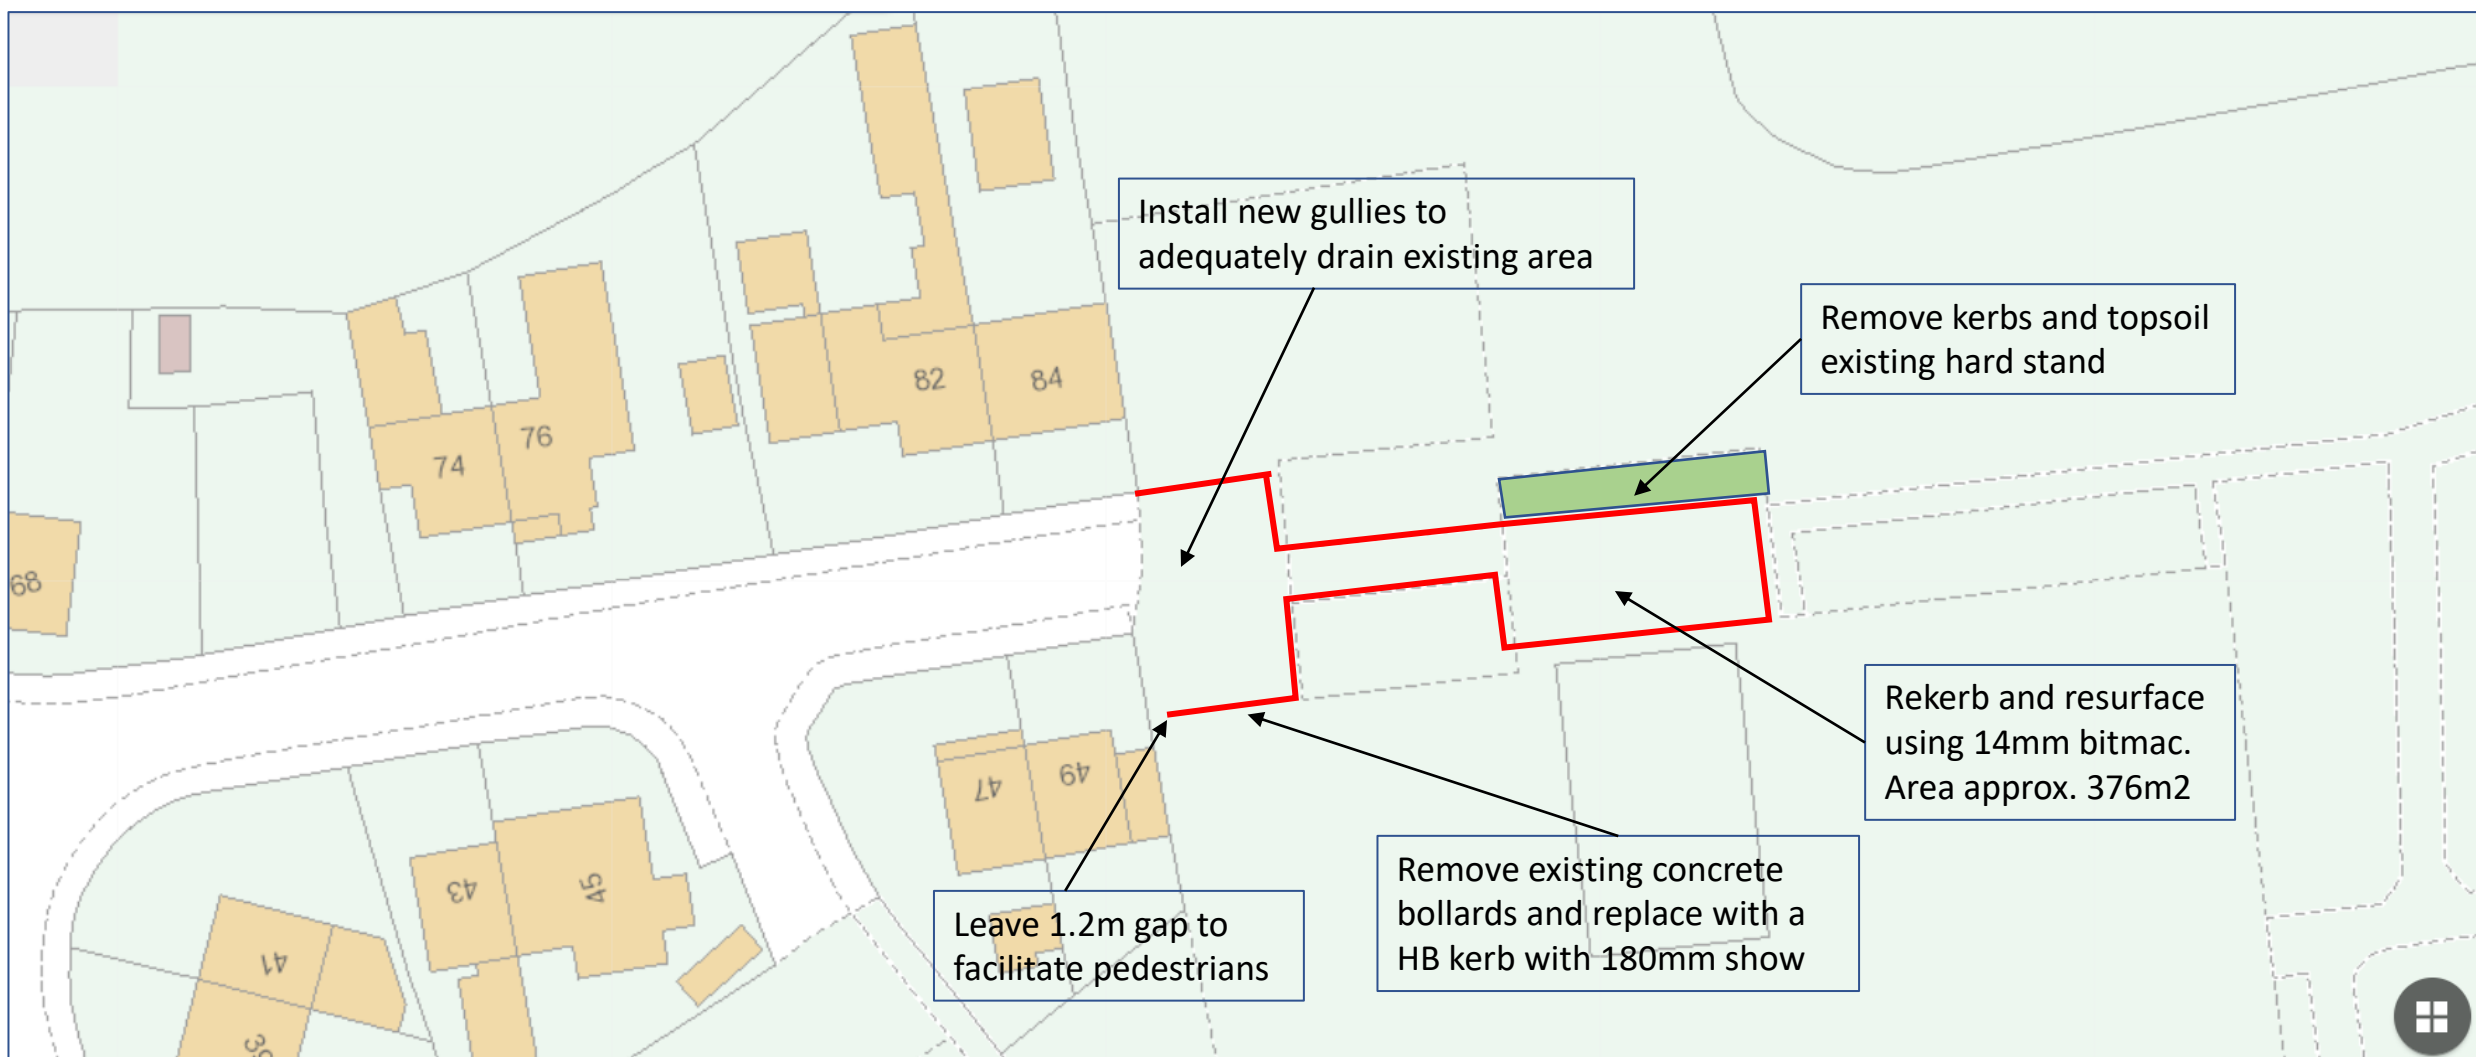 Install new gullies to
adequately drain existing area
Remove kerbs and topsoil
existing hard stand
82
84
76
74
68
Rekerb and resurface
using 14mm bitmac.
Area approx. 376m2
47
49
Remove existing concrete
bollards and replace with a
HB kerb with 180mm show
Leave 1.2m gap to
facilitate pedestrians
43
45
41